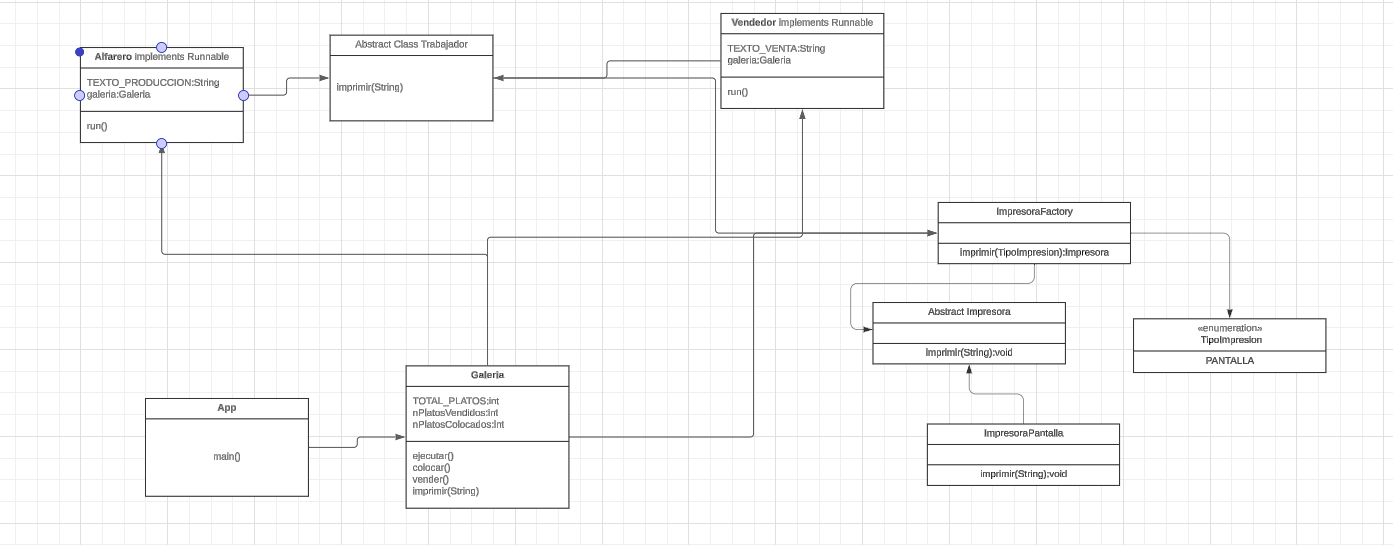 Alfarero implements Runnable
TEXTO_PRODUCCION:String
galeria:Galeria
run()
Abstract Class Trabajador
imprimir(String)
Vendedor implements Runnable
TEXTO_VENTA:String
galeria:Galeria
run()
ImpresoraFactory
imprimir(TipoImpresion):Impresora
Abstract Impresora
imprimir(String):void
«enumeration»
TipoImpresion
PANTALLA
ImpresoraPantalla
imprimir(String):void
App
main()
Galeria
TOTAL_PLATOS:int
nPlatosVendidos:int
nPlatosColocados:int
ejecutar()
colocar()
vender()
imprimir(String)